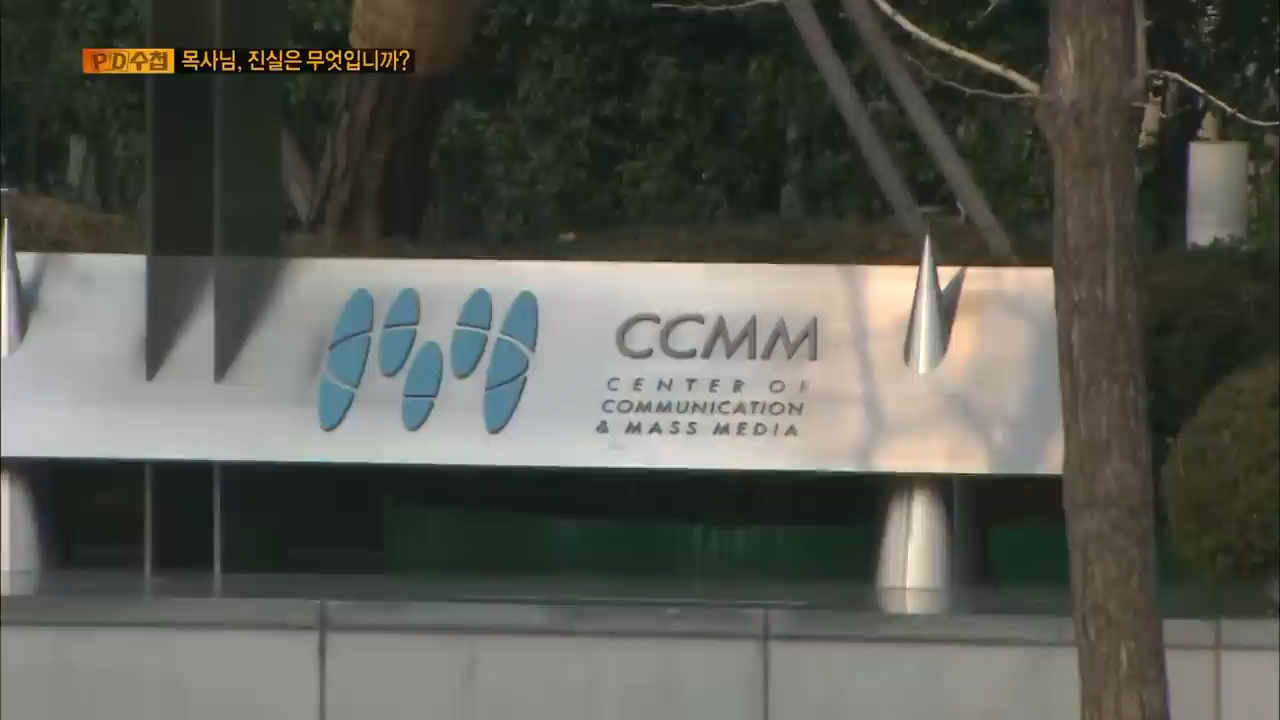 PD수첩 목사님, 진실은 무엇입니까?
CCMM
CENTER OF
COMMUNICATION
& MASS MEDIA